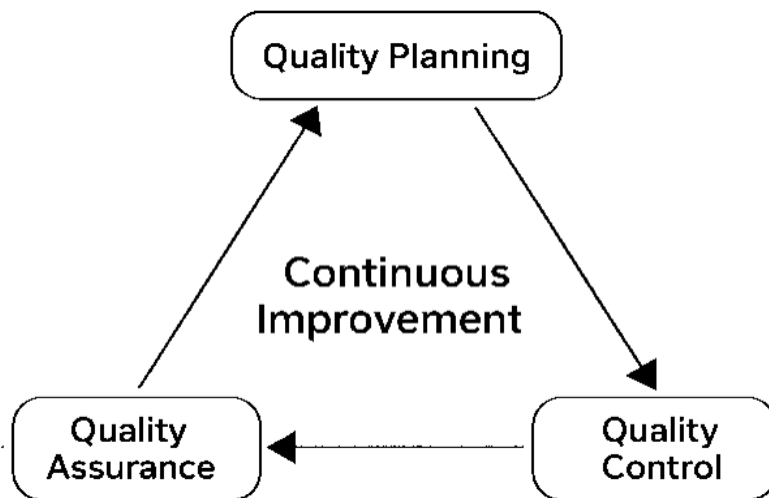 Quality Planning
Continuous
Improvement
Quality
Assurance
Quality
Control